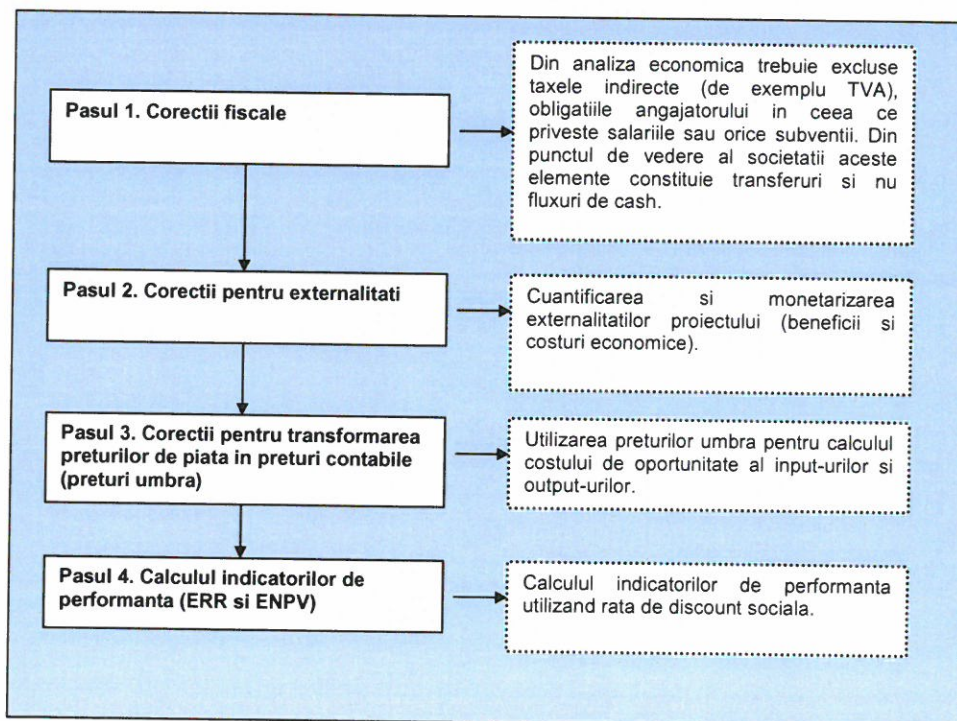 Pasul 1. Corectii fiscale
Din analiza economica trebuie excluse
taxele indirecte (de exemplu TVA),
obligatiile angajatorului in ceea ce
priveste salariile sau orice subventii. Din
punctul de vedere al societatii aceste
elemente constituie transferuri si nu
fluxuri de cash.
Pasul 2. Corectii pentru externalitati
Cuantificarea si monetarizarea
externalitatilor proiectului (beneficii si
costuri economice).
Pasul 3. Corectii pentru transformarea
preturilor de piata in preturi contabile
(preturi umbra)
Utilizarea preturilor umbra pentru calculul
costului de oportunitate al input-urilor si
output-urilor.
Pasul 4. Calculul indicatorilor de
performanta (ERR si ENPV)
Calculul indicatorilor de performanta
utilizand rata de discount sociala.